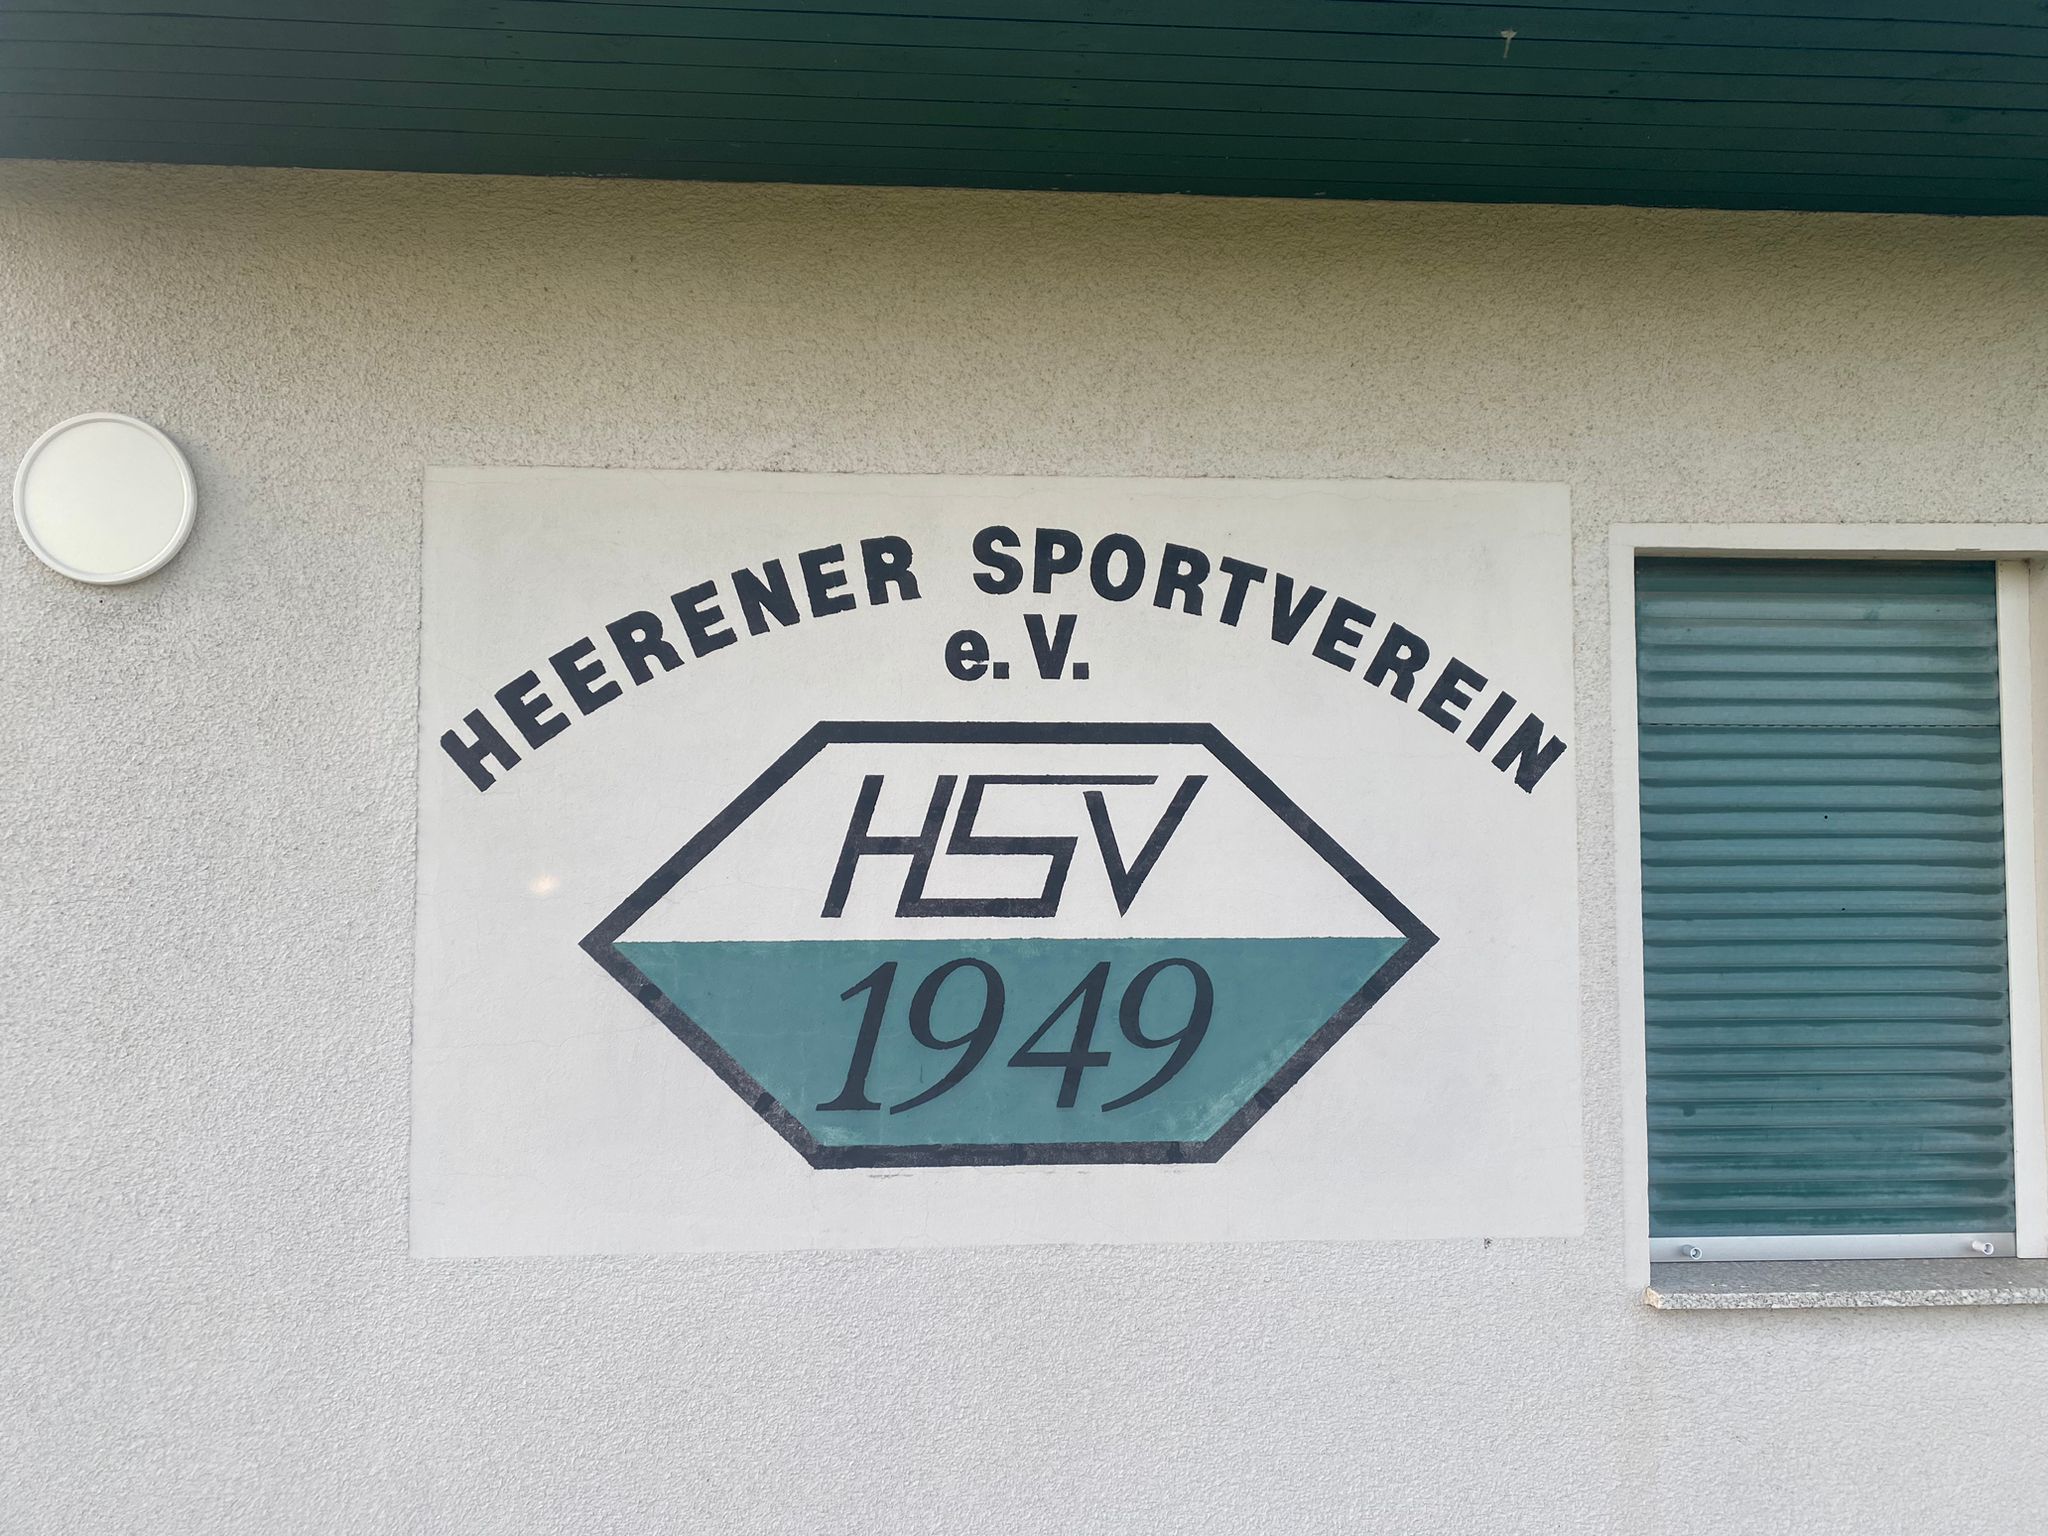 HEERENER SPORTVEREIN
e.V.
HSV
1949